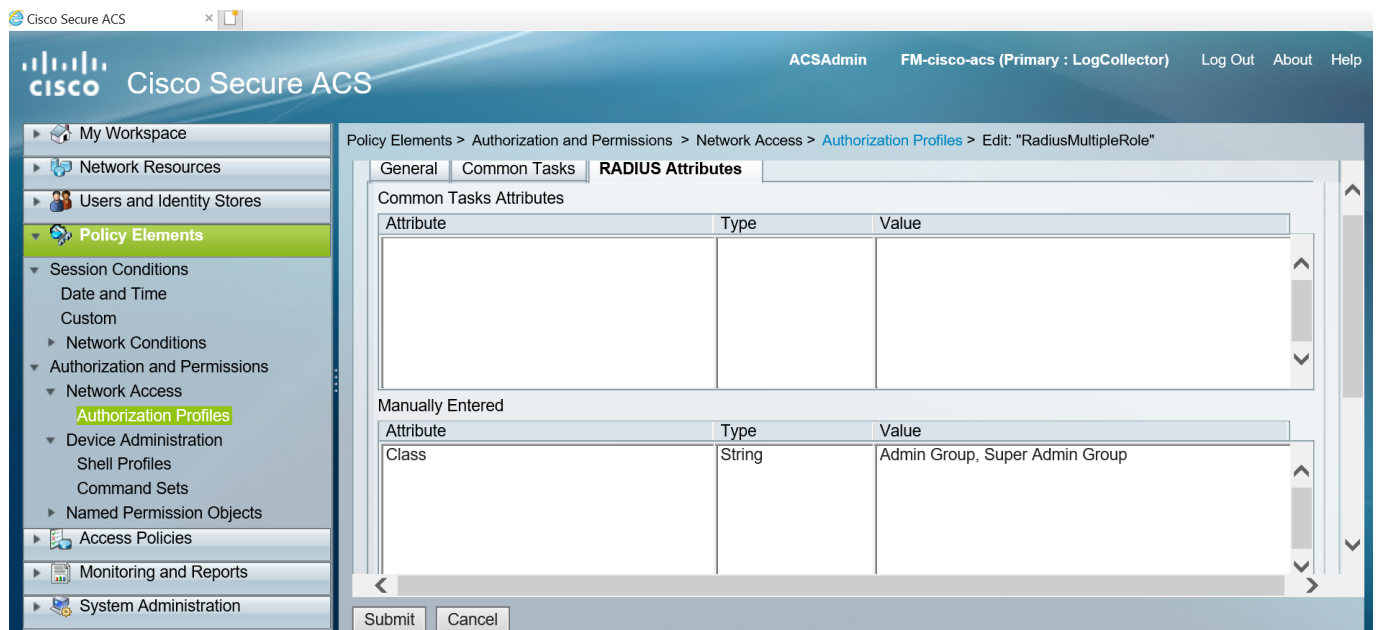 Cisco Secure ACS
ACSAdmin FM-cisco-acs (Primary : LogCollector) Log Out About Help
CISCO Cisco Secure ACS
My Workspace
Network Resources
Users and Identity Stores
Policy Elements
Session Conditions
Date and Time
Custom
Network Conditions
Authorization and Permissions
Network Access
Authorization Profiles
Device Administration
Shell Profiles
Command Sets
Named Permission Objects
Access Policies
Monitoring and Reports
System Administration
Policy Elements > Authorization and Permissions > Network Access > Authorization Profiles > Edit: "RadiusMultipleRole"
General Common Tasks RADIUS Attributes
Common Tasks Attributes
Attribute Type Value
Manually Entered
Attribute Type Value
Class String Admin Group, Super Admin Group
Submit Cancel